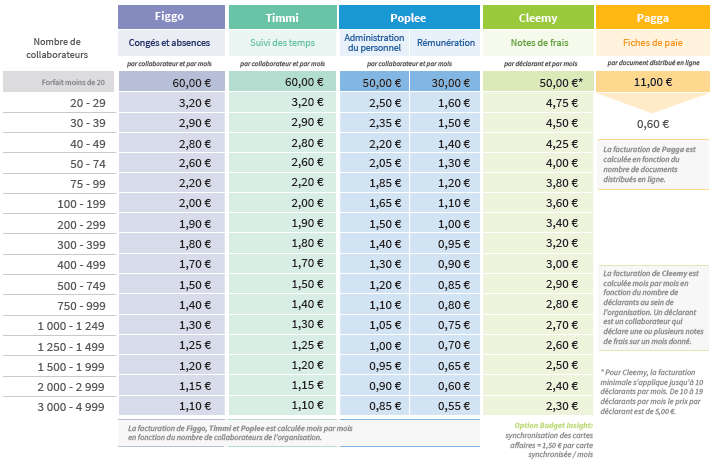 Figgo Timmi Poplee Cleemy Pagga
Nombre de
collaborateurs
Congés et absences Suivi des temps Administration
du personnel Rémunération Notes de frais Fiches de paie
par collaborateur et par mois par collaborateur et par mois par collaborateur et par mois par déclarant et par mois par document distribué en ligne
Forfait moins de 20 60,00 € 60,00 € 50,00 € 30,00 € 50,00 €* 11,00 €
20 - 29 3,20 € 3,20 € 2,50 € 1,60 € 4,75 €
30 - 39 2,90 € 2,90 € 2,35 € 1,50 € 4,50 € 0,60 €
40 - 49 2,80 € 2,80 € 2,20 € 1,40 € 4,25 €
50 - 74 2,60 € 2,60 € 2,05 € 1,30 € 4,00 €
75 - 99 2,20 € 2,20 € 1,85 € 1,20 € 3,80 €
100 - 199 2,00 € 2,00 € 1,65 € 1,10 € 3,60 €
200 - 299 1,90 € 1,90 € 1,50 € 1,00 € 3,40 €
300 - 399 1,80 € 1,80 € 1,40 € 0,95 € 3,20 €
400 - 499 1,70 € 1,70 € 1,30 € 0,90 € 3,00 €
500 - 749 1,50 € 1,50 € 1,20 € 0,85 € 2,90 €
750 - 999 1,40 € 1,40 € 1,10 € 0,80 € 2,80 €
1 000 - 1 249 1,30 € 1,30 € 1,05 € 0,75 € 2,70 €
1 250 - 1 499 1,25 € 1,25 € 1,00 € 0,70 € 2,60 €
1 500 - 1 999 1,20 € 1,20 € 0,95 € 0,65 € 2,50 €
2 000 - 2 999 1,15 € 1,15 € 0,90 € 0,60 € 2,40 €
3 000 - 4 999 1,10 € 1,10 € 0,85 € 0,55 € 2,30 €
La facturation de Pagga est
calculée en fonction du
nombre de documents
distribués en ligne.
La facturation de Cleemy est
calculée mois par mois en
fonction du nombre de
déclarants au sein de
l'organisation. Un déclarant
est un collaborateur qui
déclare une ou plusieurs notes
de frais sur un mois donné.
* Pour Cleemy, la facturation
minimale s'applique jusqu'à 10
déclarants par mois. De 10 à 19
déclarants par mois le prix par
déclarant est de 5,00 €.
La facturation de Figgo, Timmi et Poplee est calculée mois par mois
en fonction du nombre de collaborateurs de l'organisation.
Option Budget Insight:
synchronisation des cartes
affaires = 1,50 € par carte
synchronisée / mois